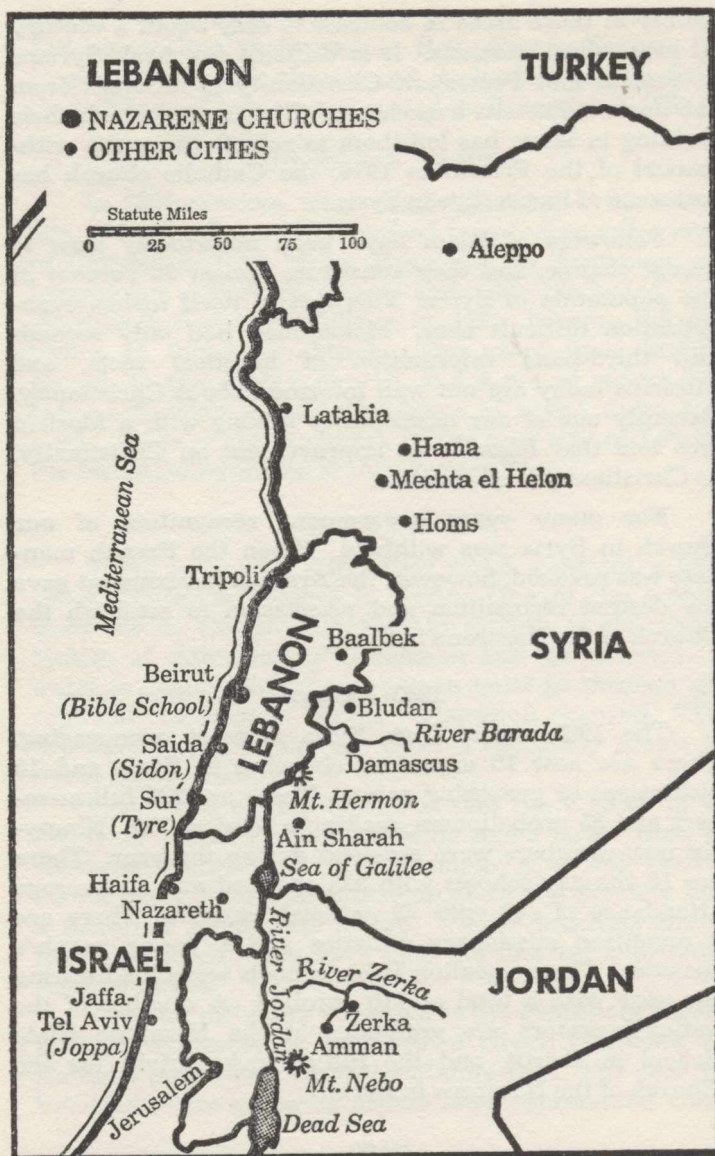 LEBANON
TURKEY
NAZARENE CHURCHES
OTHER CITIES
Statute Miles
0 25 50 75 100
Aleppo
Latakia
Hama
Mechta el Helon
Homs
Mediterranean Sea
Tripoli
LEBANON
Baalbek
SYRIA
Beirut
(Bible School)
Bludan
River Barada
Saida
(Sidon)
Damascus
Mt. Hermon
Sur
(Tyre)
Ain Sharah
Sea of Galilee
Haifa
Nazareth
River Jordan
ISRAEL
River Zerka
JORDAN
Jaffa-
Tel Aviv
(Joppa)
Zerka
Amman
Jerusalem
Mt. Nebo
Dead Sea